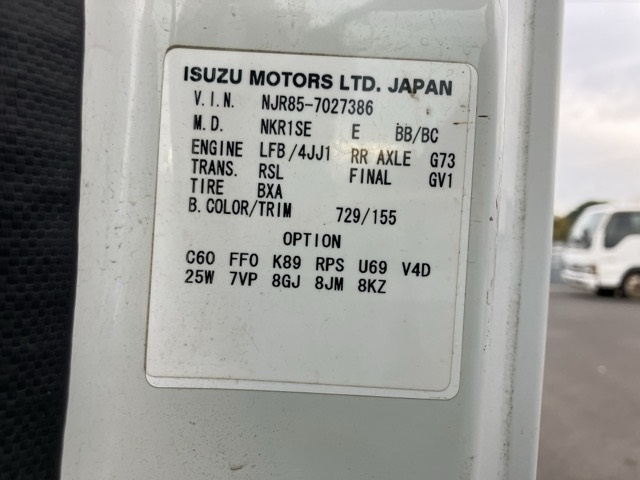 ISUZU MOTORS LTD. JAPAN
V.I.N. NJR85-7027386
M.D. NKR1SE E BB/BC
ENGINE LFB/4JJ1 RR AXLE G73
TRANS. RSL FINAL GV1
TIRE BXA
B.COLOR/TRIM 729/155
OPTION
C60 FF0 K89 RPS U69 V4D
25W 7VP 8GJ 8JM 8KZ